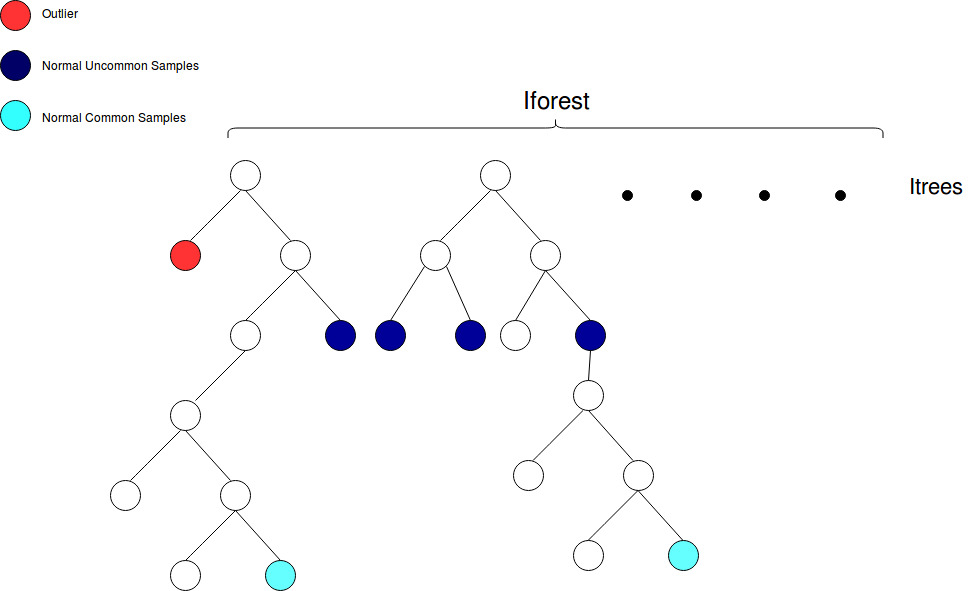 Outlier
Normal Uncommon Samples
Iforest
Normal Common Samples
Itrees